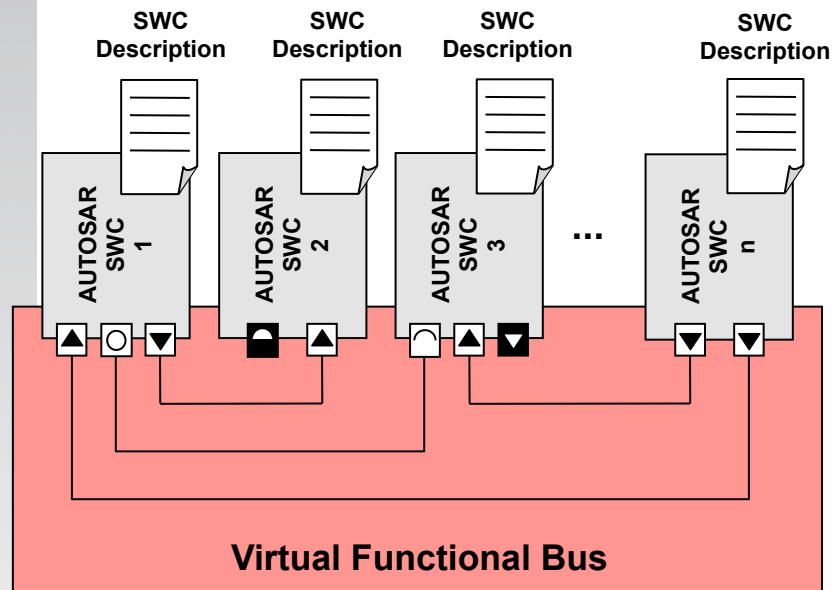 SWC
Description
SWC
Description
SWC
Description
SWC
Description
AUTOSAR
SWC
1
AUTOSAR
SWC
2
AUTOSAR
SWC
3
...
AUTOSAR
SWC
n
Virtual Functional Bus